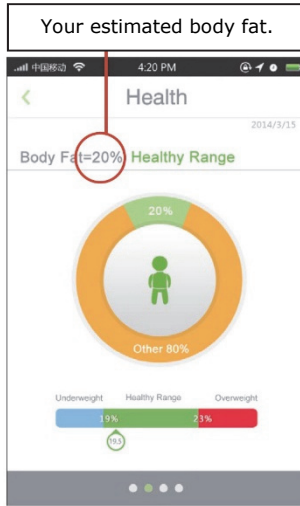 Your estimated body fat.
中国移动 4:20 PM
Health
2014/3/15
Body Fat=20% Healthy Range
20%
Other 80%
Underweight Healthy Range Overweight
19% 23%
19.5